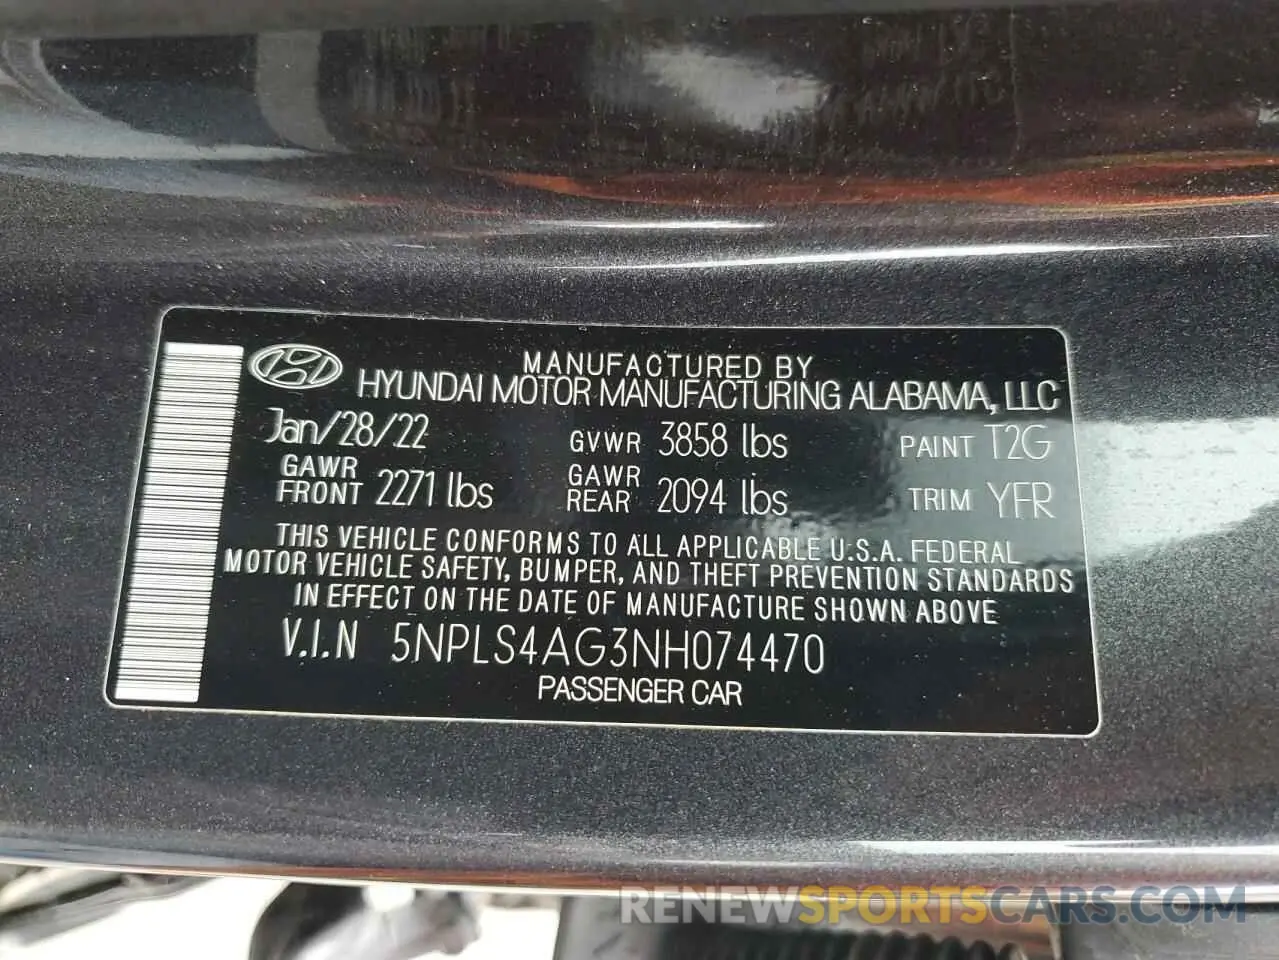 MANUFACTURED BY
HYUNDAI MOTOR MANUFACTURING ALABAMA, LLC
Jan/28/22 GVWR 3858 lbs PAINT T2G
GAWR FRONT 2271 lbs GAWR REAR 2094 lbs TRIM YFR
THIS VEHICLE CONFORMS TO ALL APPLICABLE U.S.A. FEDERAL
MOTOR VEHICLE SAFETY, BUMPER, AND THEFT PREVENTION STANDARDS
IN EFFECT ON THE DATE OF MANUFACTURE SHOWN ABOVE
V.I.N 5NPLS4AG3NH074470
PASSENGER CAR
RENEWSPORTSCARS.COM